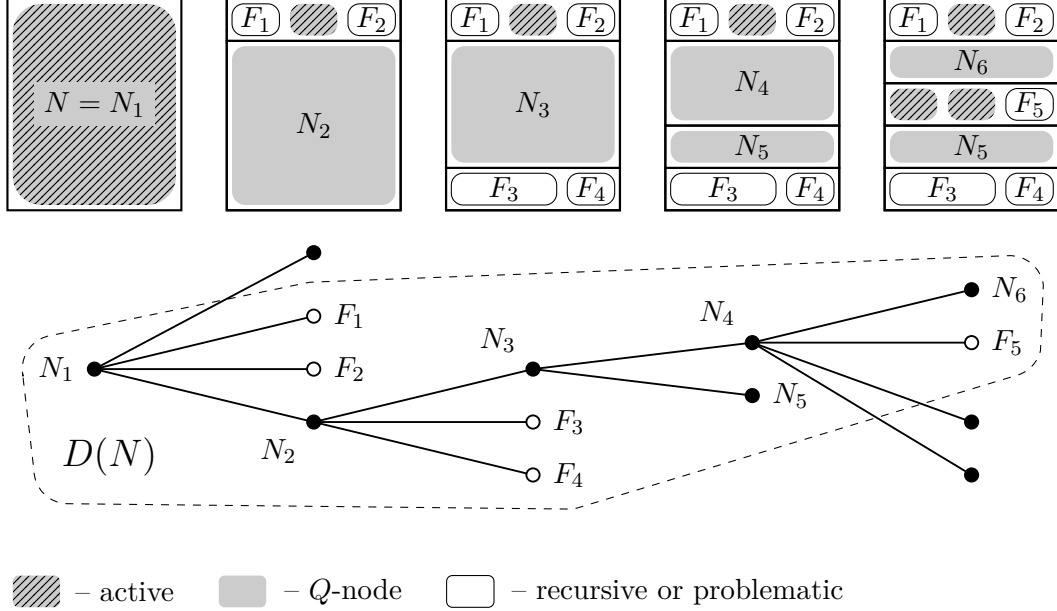 F₁ F₂ F₁ F₂ F₁ F₂ F₁ F₂
N = N₁ N₂ N₃ N₄ N₆
F₅
N₅ N₅
F₃ F₄ F₃ F₄ F₃ F₄
N₆
F₁ N₄
N₃ F₅
N₁ F₂
N₅
N₂ F₃
D(N)
F₄
– active – Q-node – recursive or problematic